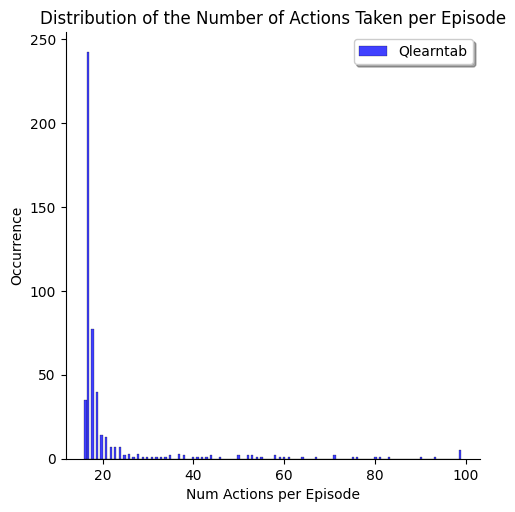 Distribution of the Number of Actions Taken per Episode
Qlearntab
250
200
150
100
50
0
Occurrence
20
40
60
80
100
Num Actions per Episode